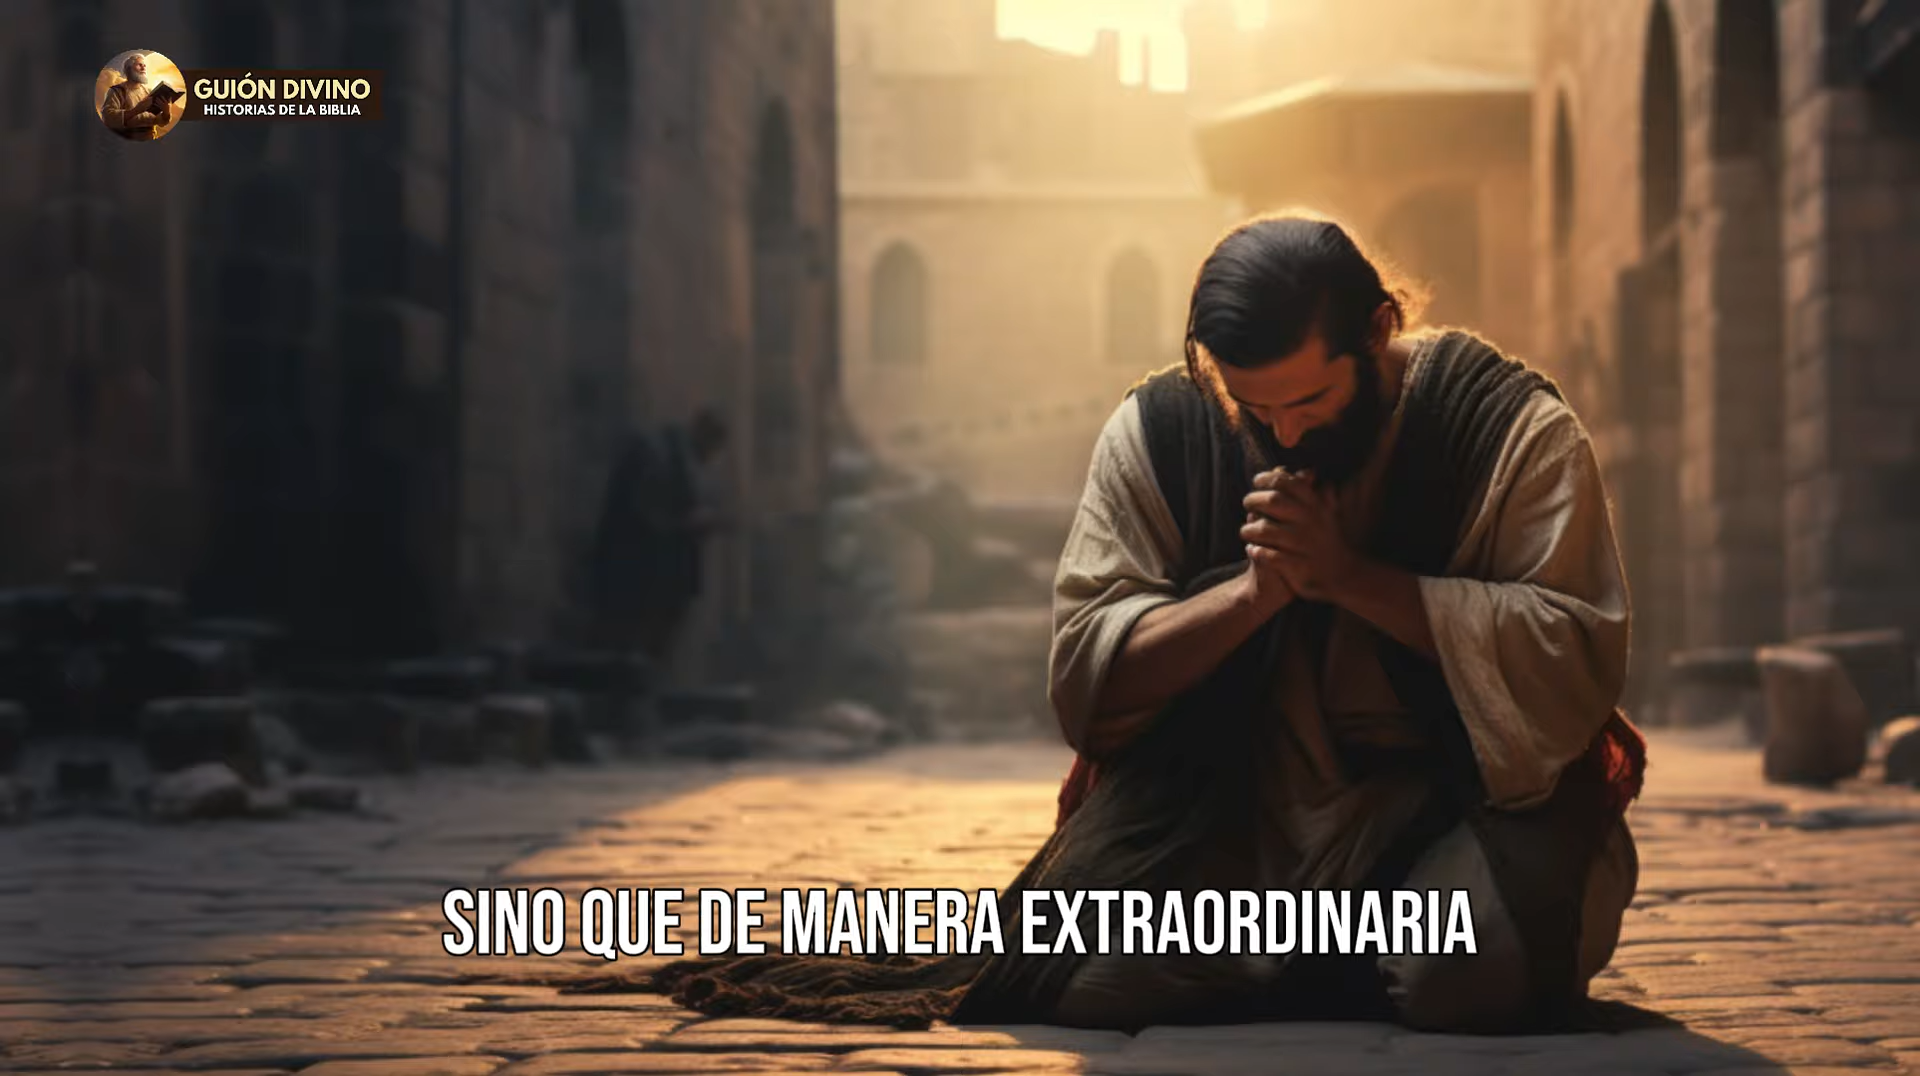 GUIÓN DIVINO
HISTORIAS DE LA BIBLIA
SINO QUE DE MANERA EXTRAORDINARIA